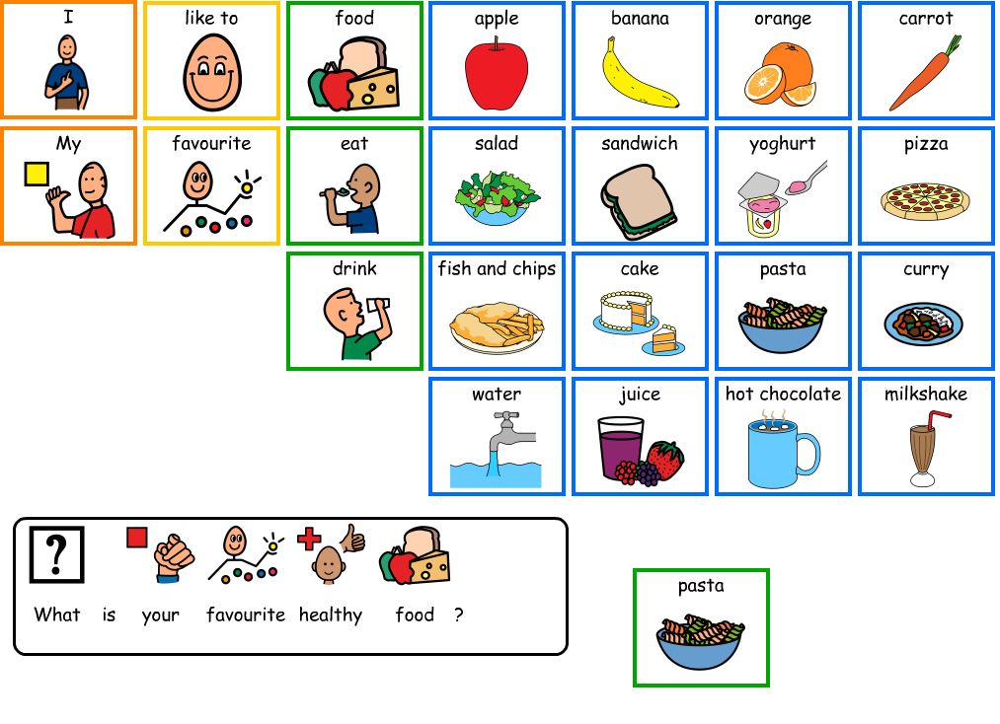 I like to food apple banana orange carrot
My favourite eat salad sandwich yoghurt pizza
drink fish and chips cake pasta curry
water juice hot chocolate milkshake
?
What is your favourite healthy food ?
pasta